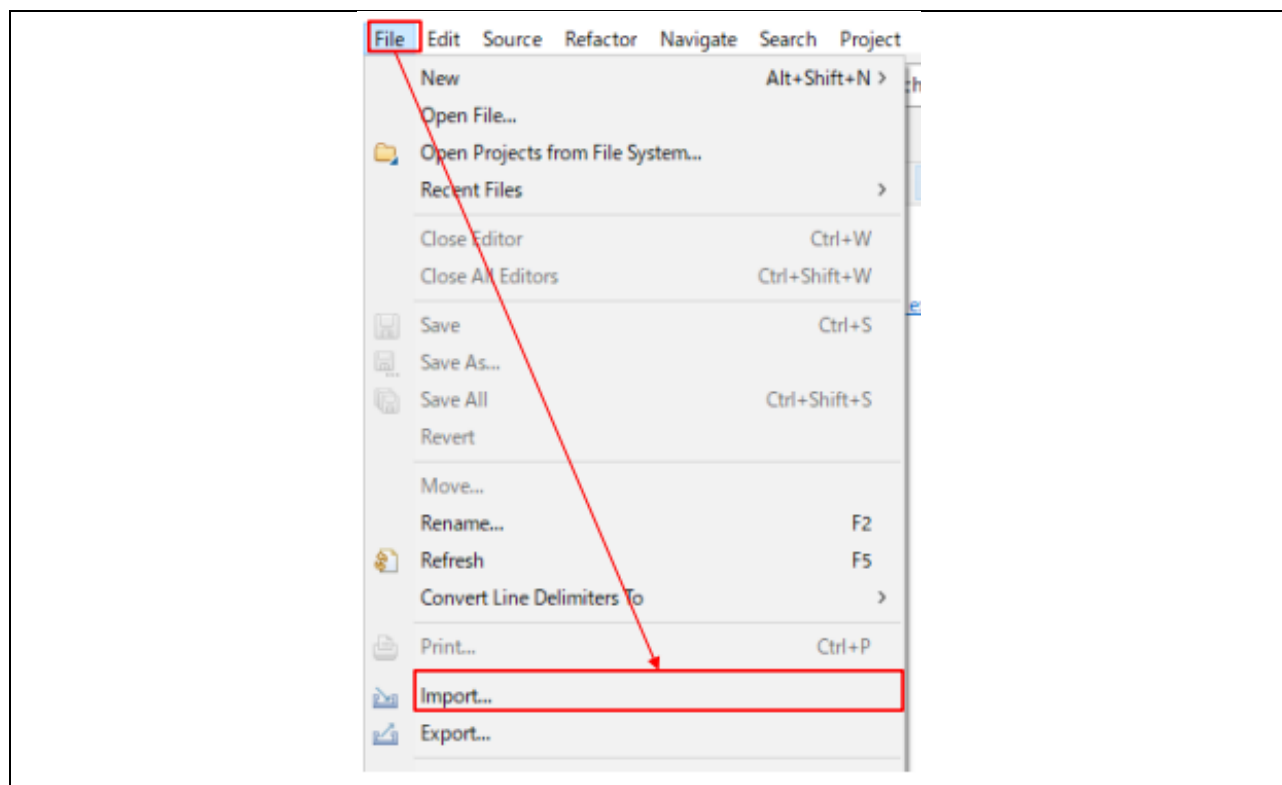 File Edit Source Refactor Navigate Search Project
New Alt+Shift+N >
Open File...
Open Projects from File System...
Recent Files >
Close Editor Ctrl+W
Close All Editors Ctrl+Shift+W
Save Ctrl+S
Save As...
Save All Ctrl+Shift+S
Revert
Move...
Rename... F2
Refresh F5
Convert Line Delimiters To >
Print... Ctrl+P
Import...
Export...